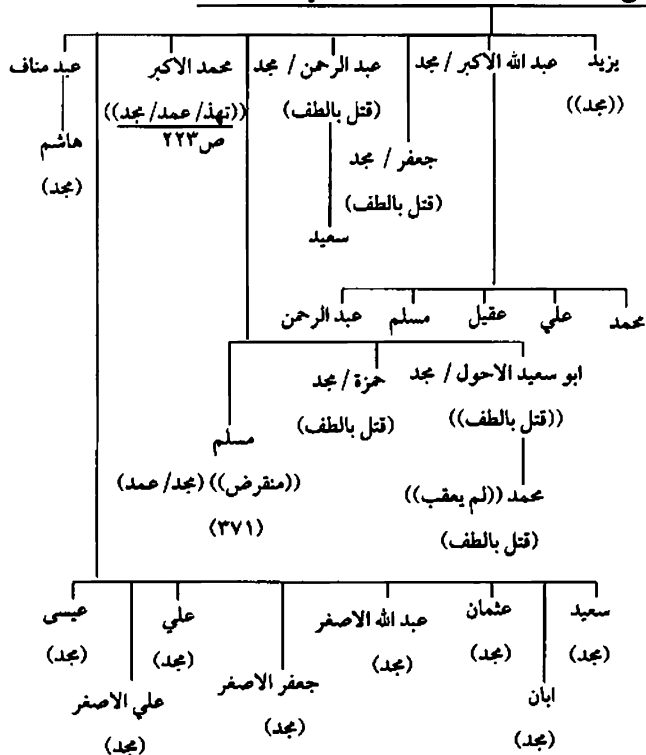 يزيد
((مجد))
عبد الله الاكبر / مجد
جعفر / مجد
(قتل بالطف)
عبد الرحمن / مجد
(قتل بالطف)
سعيد
محمد الاكبر
((تهذ/ عمد/ مجد))
ص٢٢٣
عبد مناف
هاشم
(مجد)
محمد
علي
عقيل
مسلم
عبد الرحمن
ابو سعيد الاحول / مجد
((قتل بالطف))
محمد ((لم يعقب))
(قتل بالطف)
حمزة / مجد
(قتل بالطف)
مسلم
((منقرض)) (مجد/ عمد)
(٣٧١)
سعيد
(مجد)
ابان
(مجد)
عثمان
(مجد)
عبد الله الاصغر
(مجد)
جعفر الاصغر
(مجد)
علي
(مجد)
علي الاصغر
(مجد)
عيسى
(مجد)